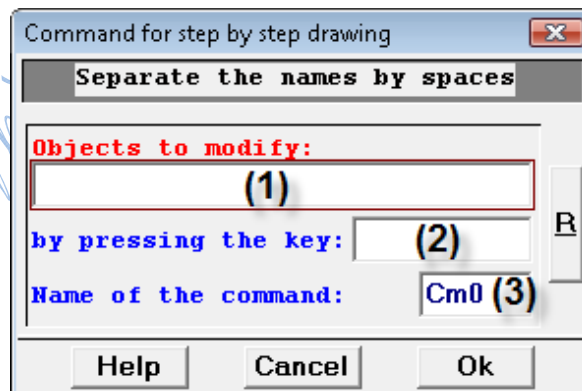 Command for step by step drawing
Separate the names by spaces
Objects to modify:
(1)
by pressing the key: (2)
R
Name of the command: Cm0 (3)
Help Cancel Ok